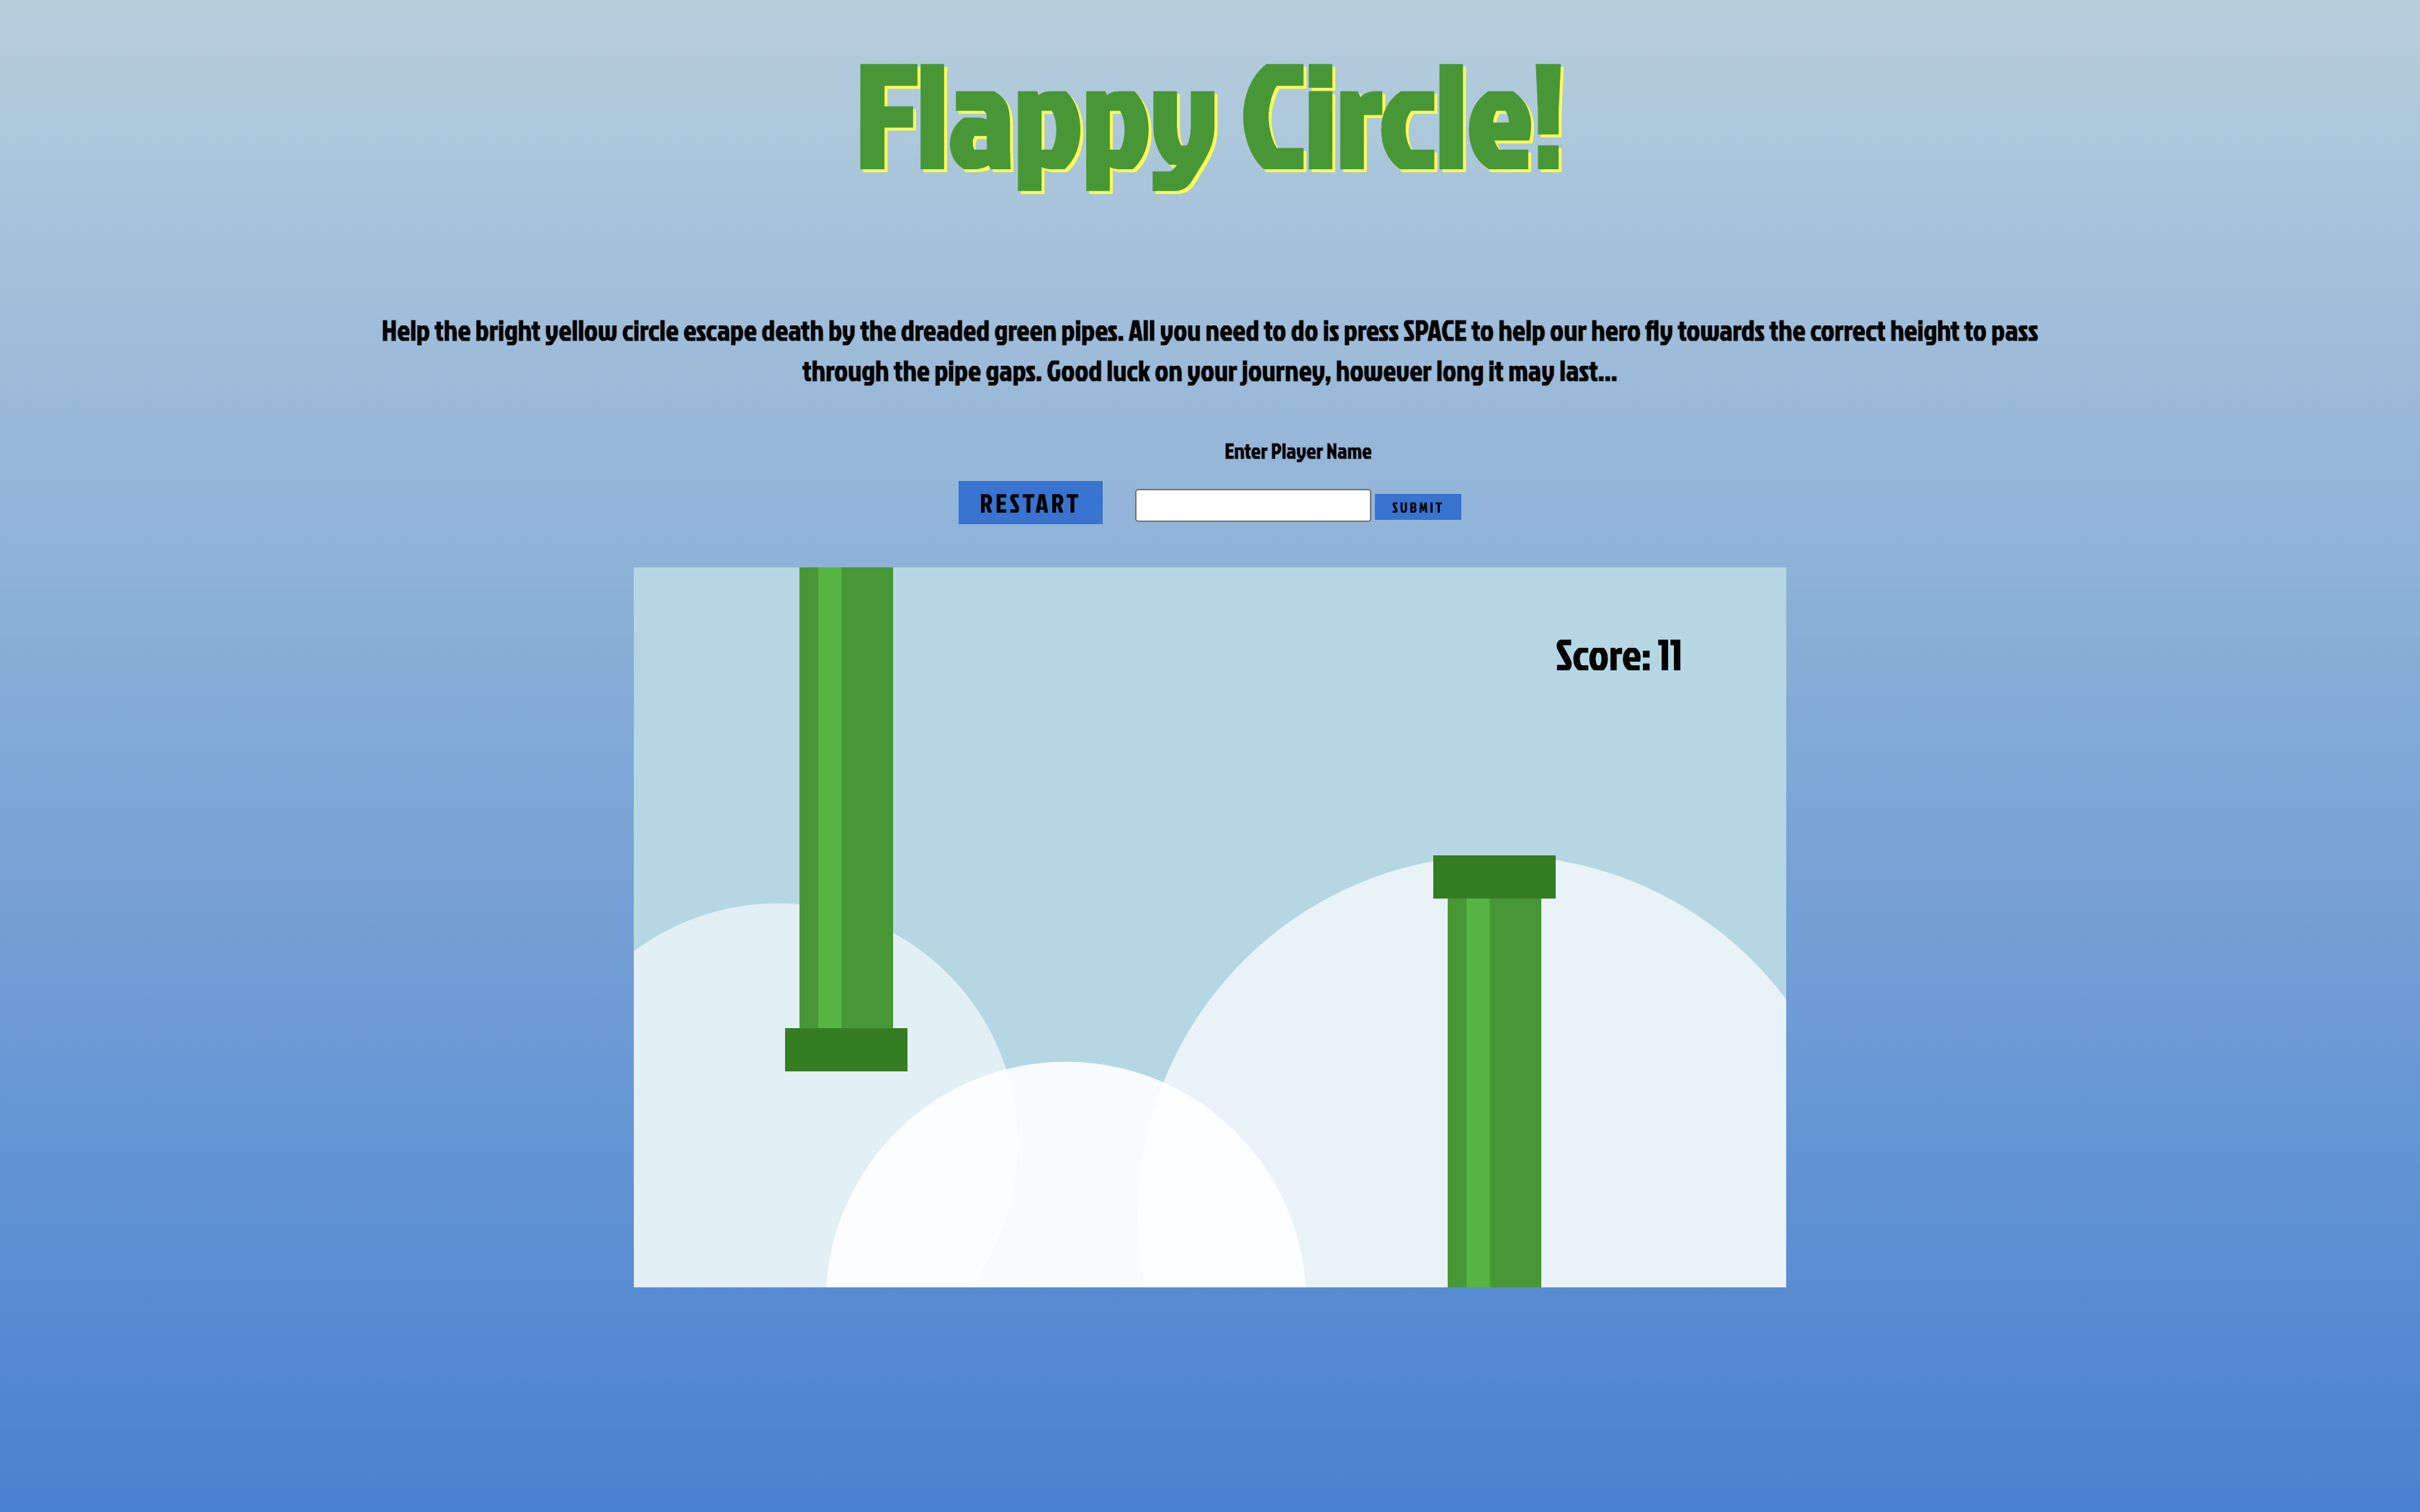 Flappy Circle!
Help the bright yellow circle escape death by the dreaded green pipes. All you need to do is press SPACE to help our hero fly towards the correct height to pass
through the pipe gaps. Good luck on your journey, however long it may last...
Enter Player Name
RESTART
SUBMIT
Score: 11